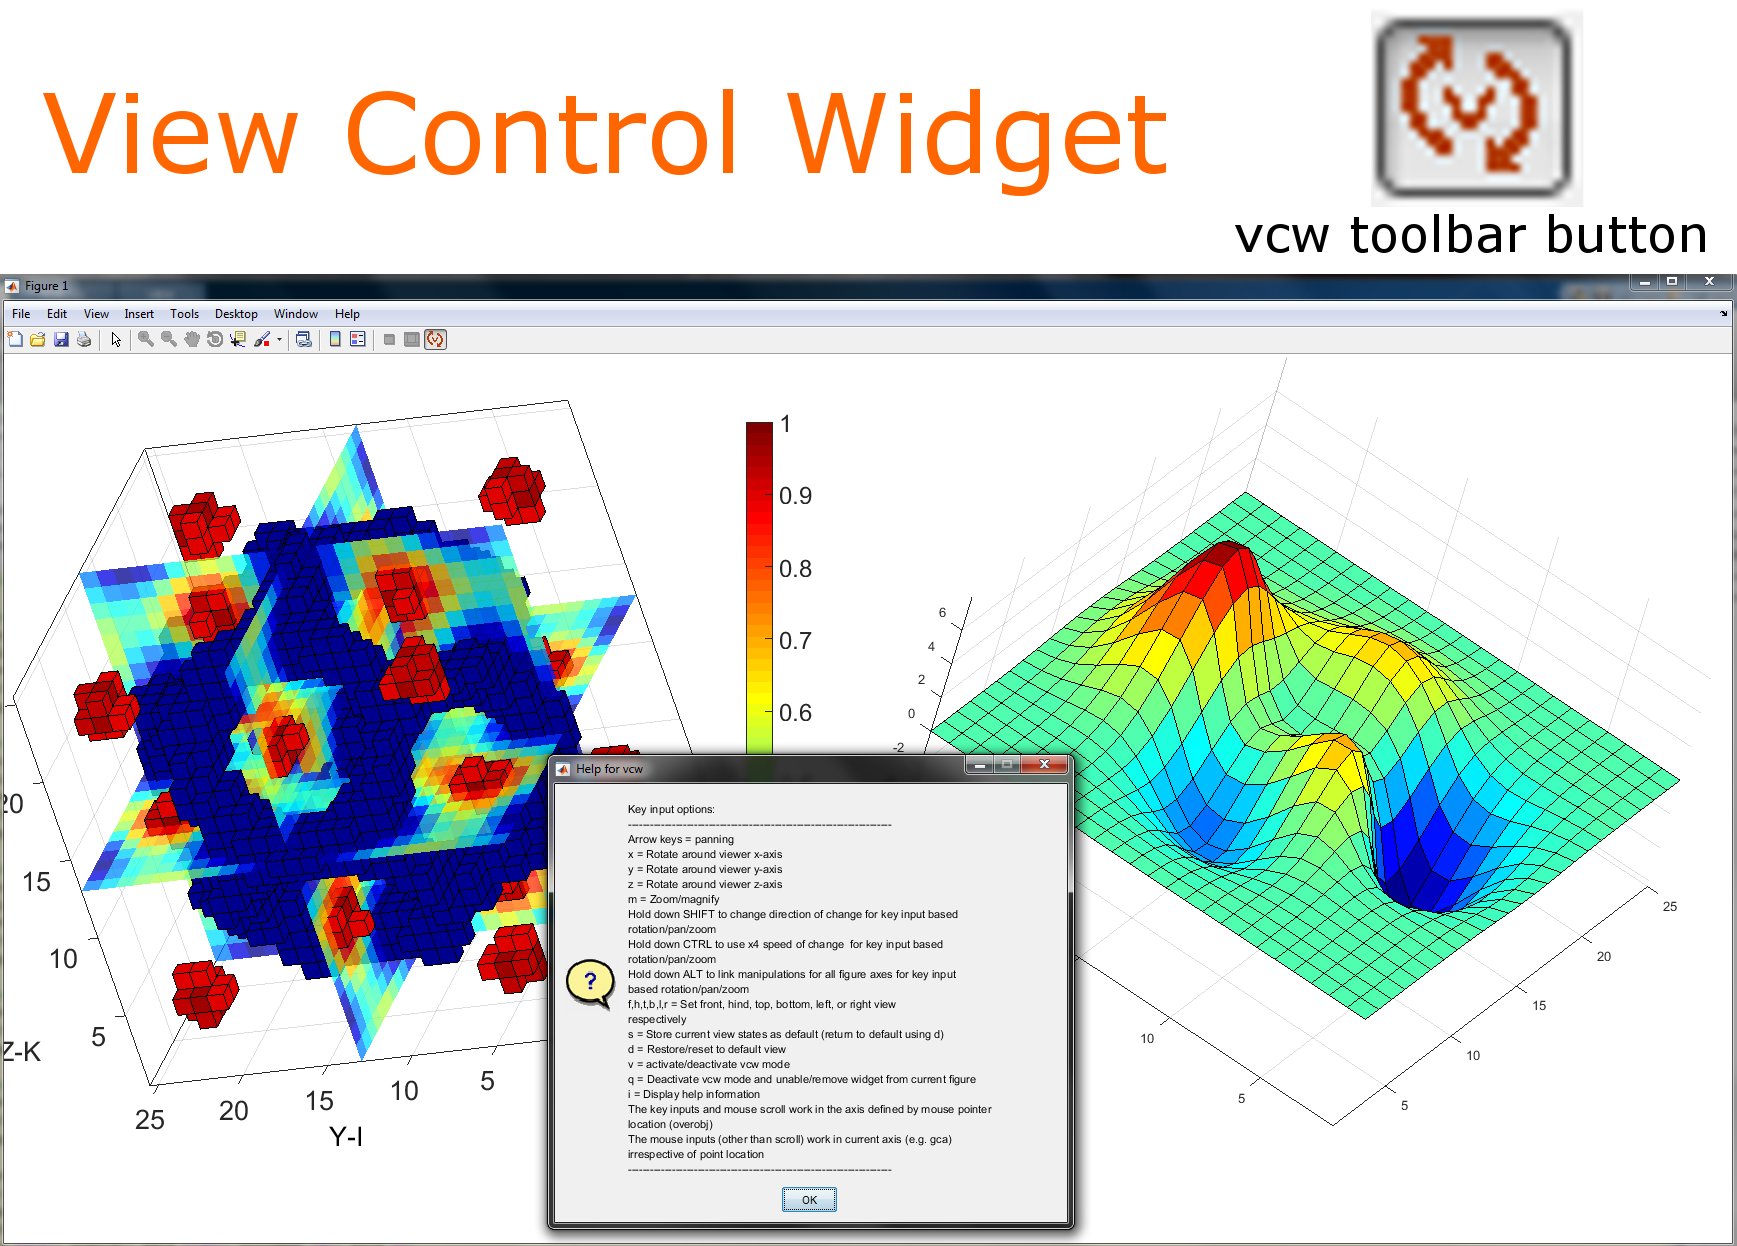 View Control Widget
vcw toolbar button
Figure 1
File Edit View Insert Tools Desktop Window Help
1
0.9
0.8
0.7
0.6
20
15
10
5
Z-K
25
20
15
10
5
Y-I
6
4
2
0
-2
25
20
15
10
5
10
5
Help for vcw
Key input options:
Arrow keys = panning
x = Rotate around viewer x-axis
y = Rotate around viewer y-axis
z = Rotate around viewer z-axis
m = Zoom/magnify
Hold down SHIFT to change direction of change for key input based
rotation/pan/zoom
Hold down CTRL to use x4 speed of change for key input based
rotation/pan/zoom
Hold down ALT to link manipulations for all figure axes for key input
based rotation/pan/zoom
f,h,t,b,l,r = Set front, hind, top, bottom, left, or right view
respectively
s = Store current view states as default (return to default using d)
d = Restore/reset to default view
v = activate/deactivate vcw mode
q = Deactivate vcw mode and unable/remove widget from current figure
i = Display help information
The key inputs and mouse scroll work in the axis defined by mouse pointer
location (overobj)
The mouse inputs (other than scroll) work in current axis (e.g. gca)
irrespective of point location
?
OK